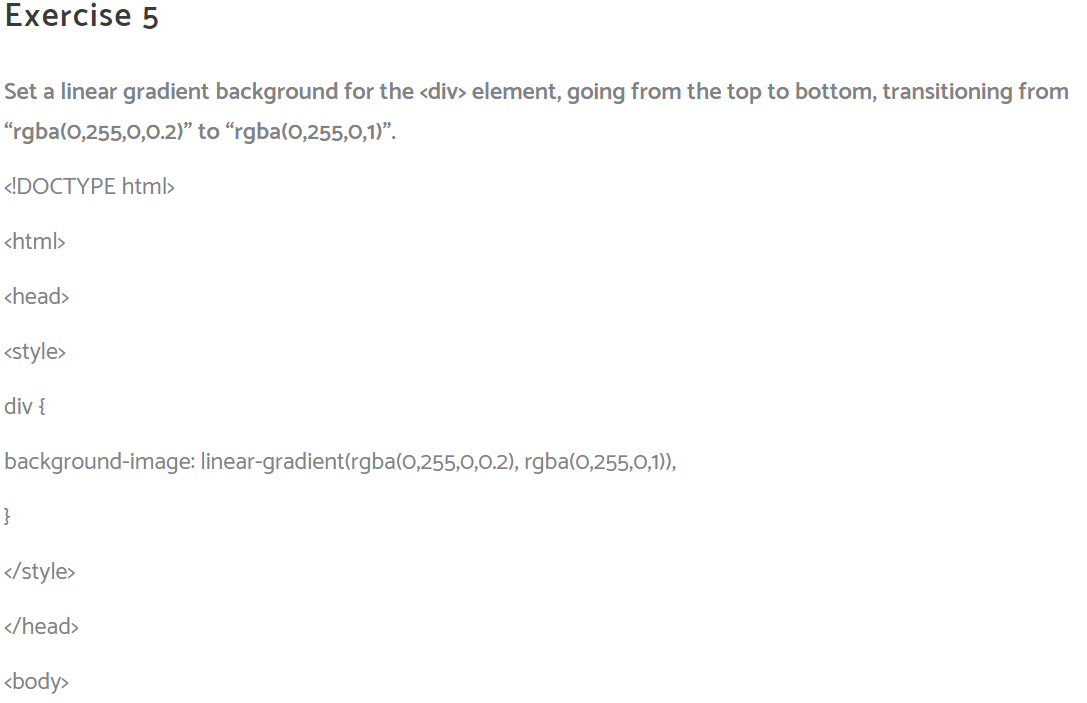 Exercise 5
Set a linear gradient background for the <div> element, going from the top to bottom, transitioning from
“rgba(0,255,0,0.2)” to “rgba(0,255,0,1)”.
<!DOCTYPE html>
<html>
<head>
<style>
div {
background-image: linear-gradient(rgba(0,255,0,0.2), rgba(0,255,0,1)),
}
</style>
</head>
<body>